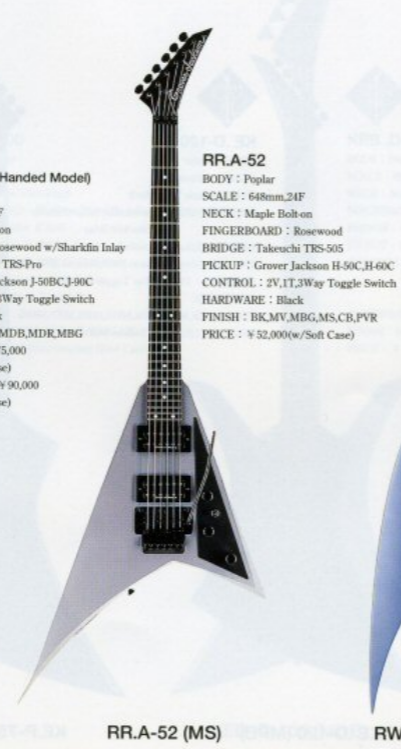 Handed Model)
F
on
osewood w/Sharkfin Inlay
TRS-Pro
ckson J-50BC,J-90C
3Way Toggle Switch
k
MDB,MDR,MBG
5,000
se)
￥90,000
se)
RR.A-52
BODY：Poplar
SCALE：648mm,24F
NECK：Maple Bolt-on
FINGERBOARD：Rosewood
BRIDGE：Takeuchi TRS-505
PICKUP：Grover Jackson H-50C,H-60C
CONTROL：2V,1T,3Way Toggle Switch
HARDWARE：Black
FINISH：BK,MV,MBG,MS,CB,PVR
PRICE：￥52,000(w/Soft Case)
RR.A-52 (MS)
RW